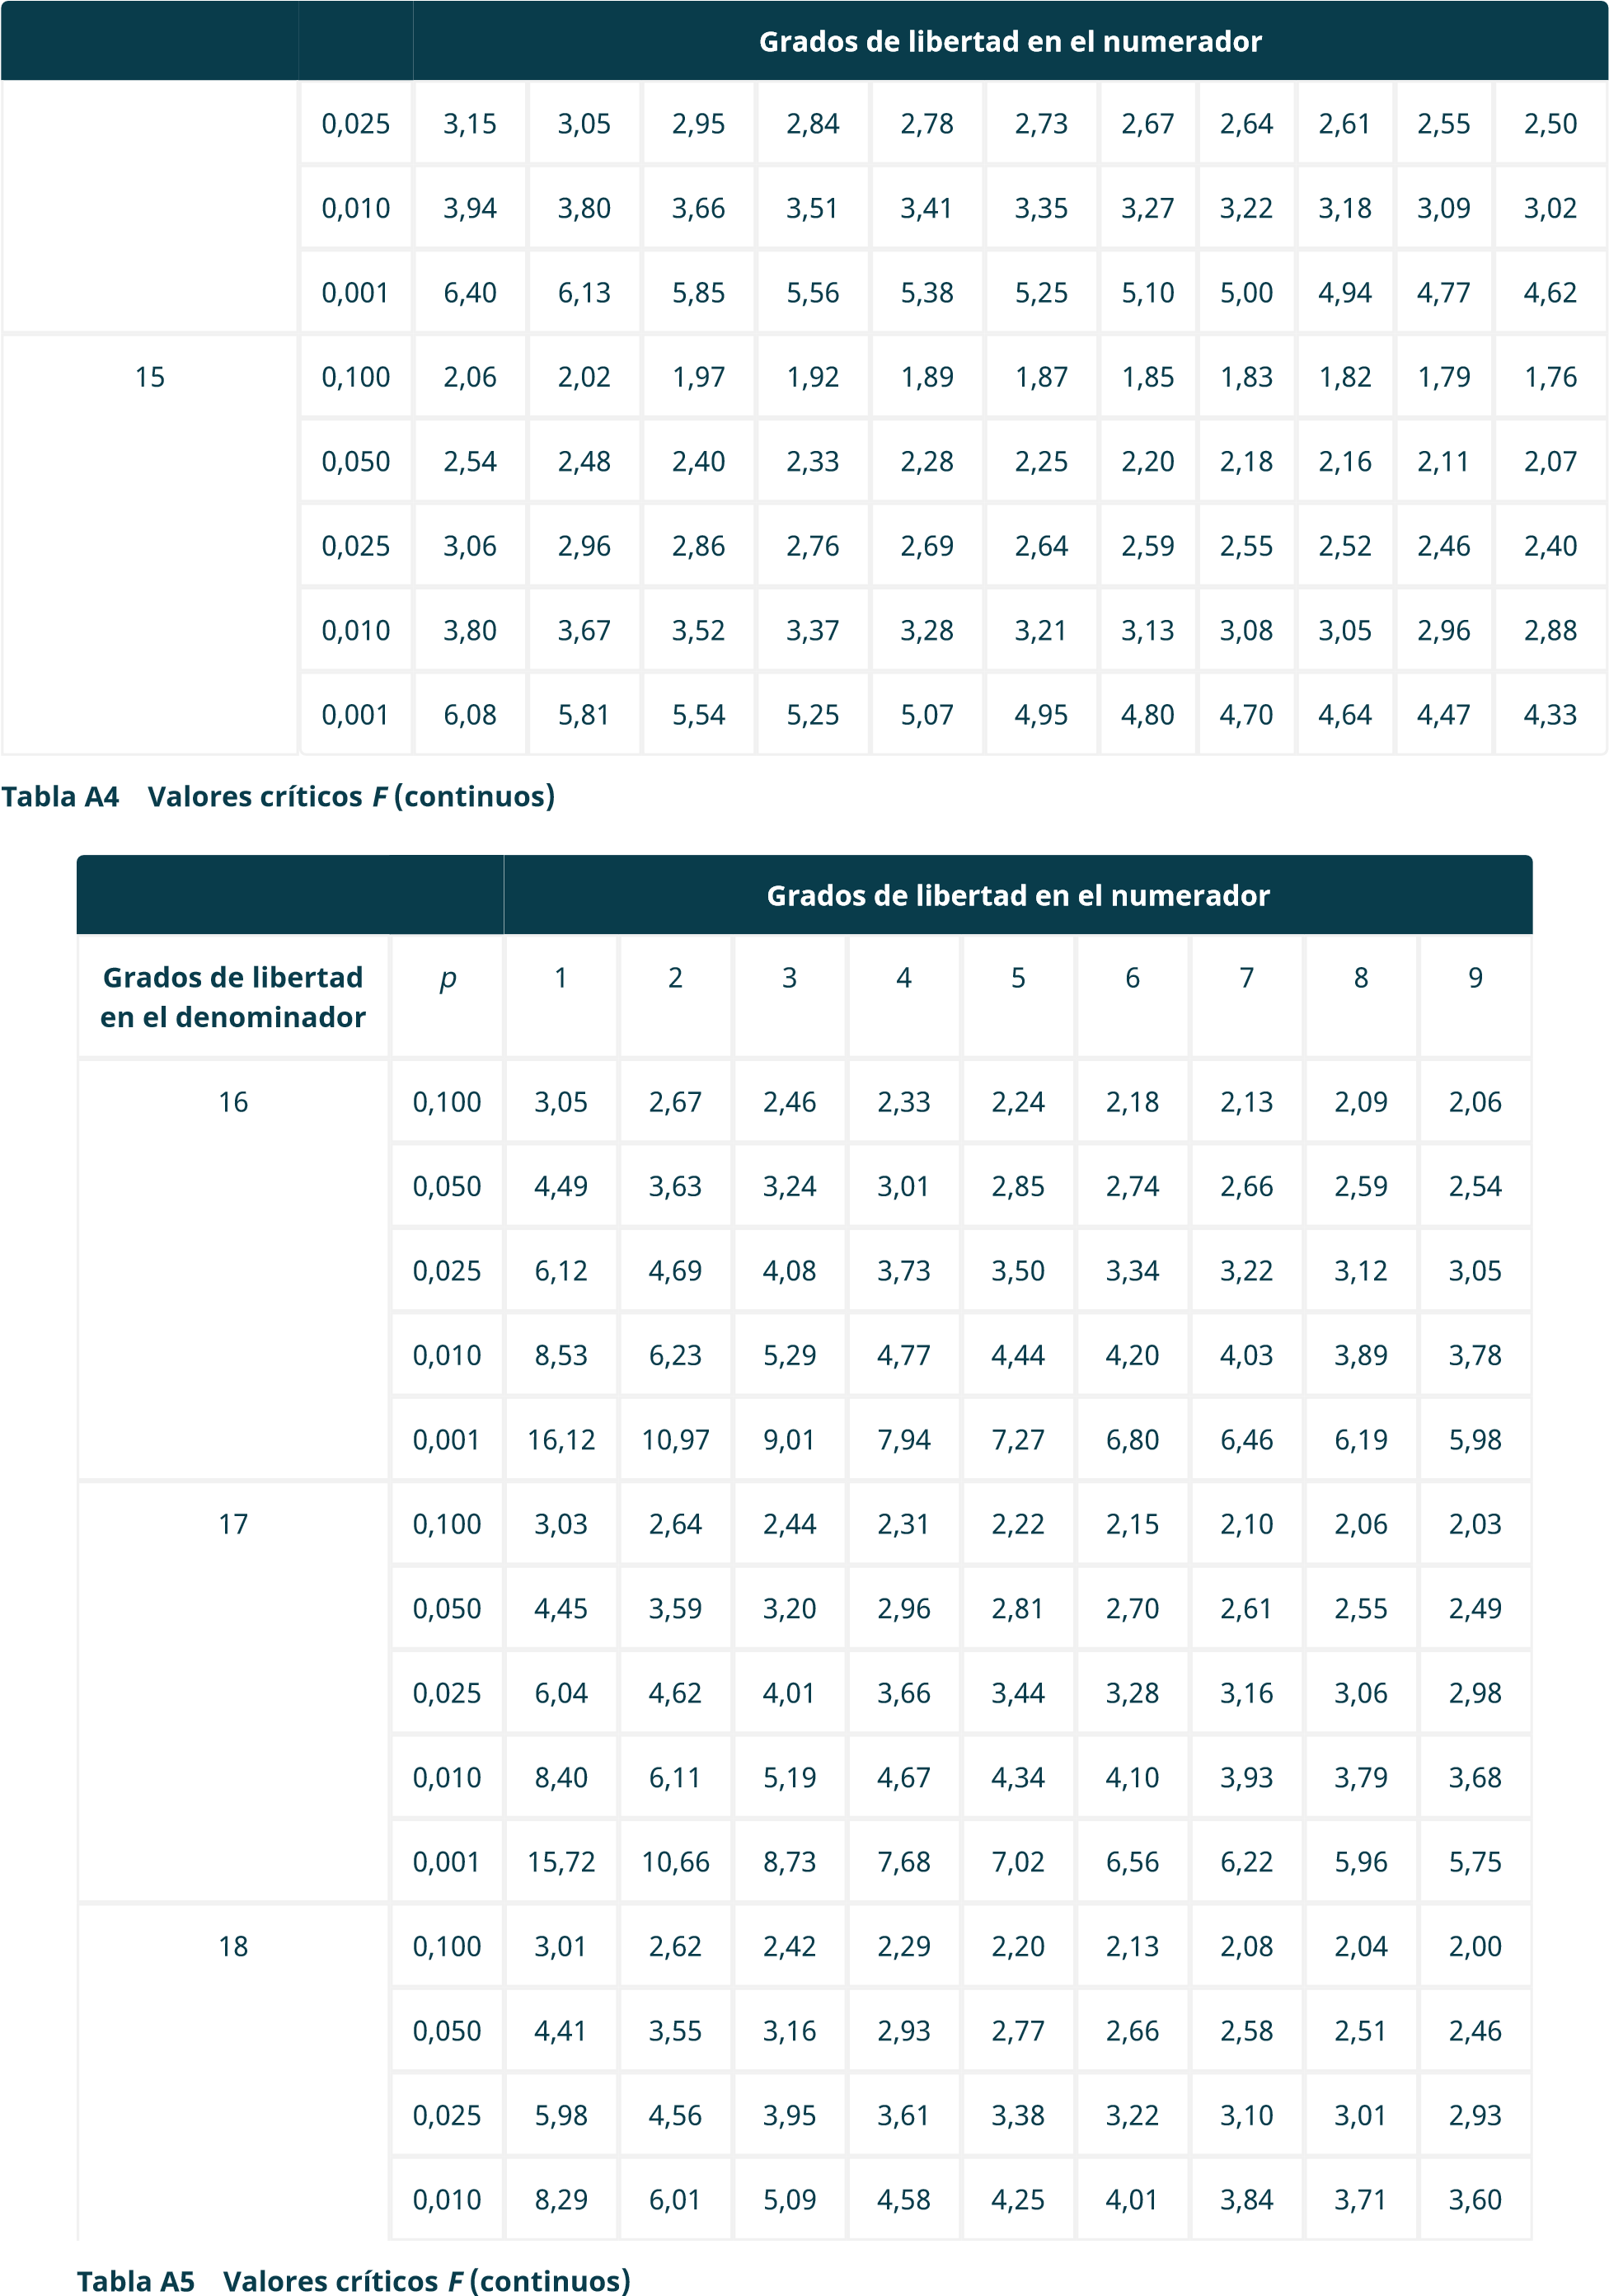 Grados de libertad en el numerador
0,025 3,15 3,05 2,95 2,84 2,78 2,73 2,67 2,64 2,61 2,55 2,50
0,010 3,94 3,80 3,66 3,51 3,41 3,35 3,27 3,22 3,18 3,09 3,02
0,001 6,40 6,13 5,85 5,56 5,38 5,25 5,10 5,00 4,94 4,77 4,62
15 0,100 2,06 2,02 1,97 1,92 1,89 1,87 1,85 1,83 1,82 1,79 1,76
0,050 2,54 2,48 2,40 2,33 2,28 2,25 2,20 2,18 2,16 2,11 2,07
0,025 3,06 2,96 2,86 2,76 2,69 2,64 2,59 2,55 2,52 2,46 2,40
0,010 3,80 3,67 3,52 3,37 3,28 3,21 3,13 3,08 3,05 2,96 2,88
0,001 6,08 5,81 5,54 5,25 5,07 4,95 4,80 4,70 4,64 4,47 4,33
Tabla A4 Valores críticos F (continuos)
Grados de libertad en el numerador
Grados de libertad p 1 2 3 4 5 6 7 8 9
en el denominador
16 0,100 3,05 2,67 2,46 2,33 2,24 2,18 2,13 2,09 2,06
0,050 4,49 3,63 3,24 3,01 2,85 2,74 2,66 2,59 2,54
0,025 6,12 4,69 4,08 3,73 3,50 3,34 3,22 3,12 3,05
0,010 8,53 6,23 5,29 4,77 4,44 4,20 4,03 3,89 3,78
0,001 16,12 10,97 9,01 7,94 7,27 6,80 6,46 6,19 5,98
17 0,100 3,03 2,64 2,44 2,31 2,22 2,15 2,10 2,06 2,03
0,050 4,45 3,59 3,20 2,96 2,81 2,70 2,61 2,55 2,49
0,025 6,04 4,62 4,01 3,66 3,44 3,28 3,16 3,06 2,98
0,010 8,40 6,11 5,19 4,67 4,34 4,10 3,93 3,79 3,68
0,001 15,72 10,66 8,73 7,68 7,02 6,56 6,22 5,96 5,75
18 0,100 3,01 2,62 2,42 2,29 2,20 2,13 2,08 2,04 2,00
0,050 4,41 3,55 3,16 2,93 2,77 2,66 2,58 2,51 2,46
0,025 5,98 4,56 3,95 3,61 3,38 3,22 3,10 3,01 2,93
0,010 8,29 6,01 5,09 4,58 4,25 4,01 3,84 3,71 3,60
Tabla A5 Valores críticos F (continuos)